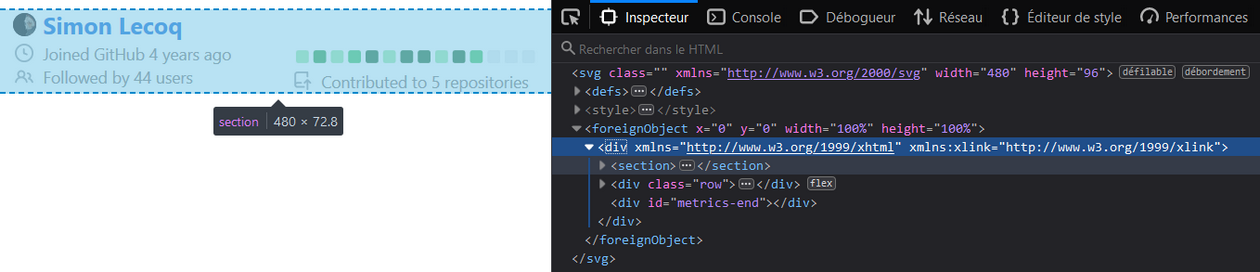 Simon Lecoq
Joined GitHub 4 years ago
Followed by 44 users
Contributed to 5 repositories
section 480 × 72.8
Inspecteur Console Débogueur Réseau Éditeur de style Performances
Rechercher dans le HTML
<svg class="" xmlns="http://www.w3.org/2000/svg" width="480" height="96"> défilable débordement
<defs> ··· </defs>
<style> ··· </style>
<foreignObject x="0" y="0" width="100%" height="100%">
<div xmlns="http://www.w3.org/1999/xhtml" xmlns:xlink="http://www.w3.org/1999/xlink">
<section> ··· </section>
<div class="row"> ··· </div> flex
<div id="metrics-end"></div>
</div>
</foreignObject>
</svg>